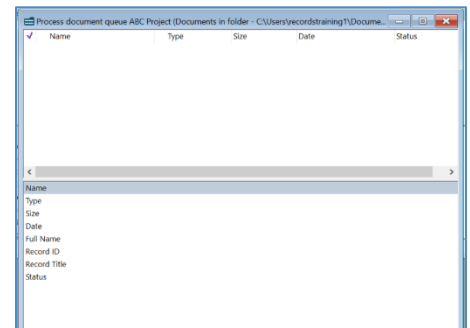 Process document queue ABC Project (Documents in folder - C:\Users\recordstraining1\Docume...
Name Type Size Date Status
Name
Type
Size
Date
Full Name
Record ID
Record Title
Status